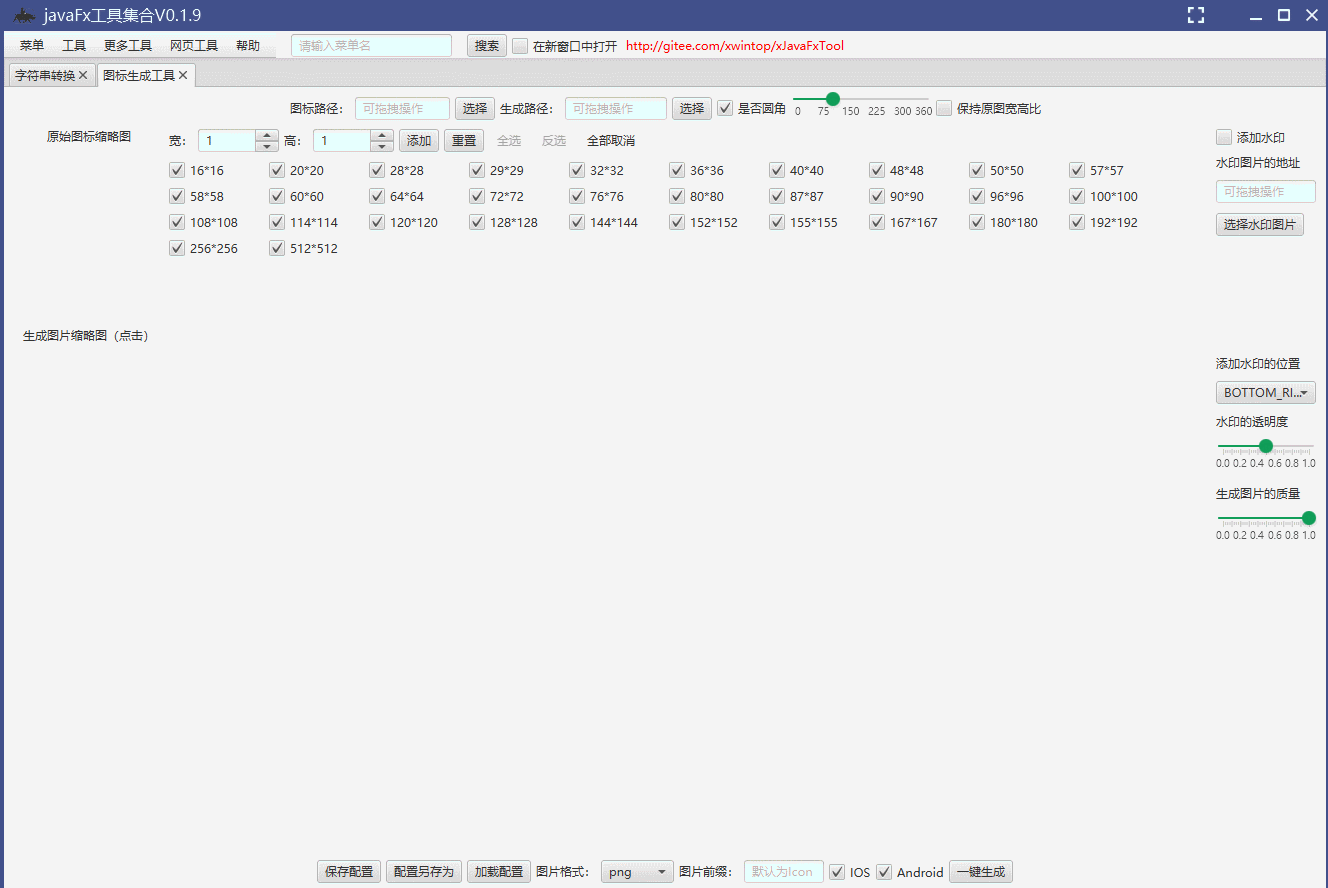 javaFx工具集合V0.1.9
菜单 工具 更多工具 网页工具 帮助 请输入菜单名 搜索 在新窗口中打开 http://gitee.com/xwintop/xJavaFxTool
字符串转换 图标生成工具
图标路径： 可拖拽操作 选择 生成路径： 可拖拽操作 选择 是否圆角 0 75 150 225 300 360 保持原图宽高比
原始图标缩略图 宽： 1 高： 1 添加 重置 全选 反选 全部取消 添加水印
水印图片的地址
16*16 20*20 28*28 29*29 32*32 36*36 40*40 48*48 50*50 57*57
58*58 60*60 64*64 72*72 76*76 80*80 87*87 90*90 96*96 100*100 可拖拽操作
108*108 114*114 120*120 128*128 144*144 152*152 155*155 167*167 180*180 192*192 选择水印图片
256*256 512*512
生成图片缩略图（点击）
添加水印的位置
BOTTOM_RI...
水印的透明度
0.0 0.2 0.4 0.6 0.8 1.0
生成图片的质量
0.0 0.2 0.4 0.6 0.8 1.0
保存配置 配置另存为 加载配置 图片格式： png 图片前缀： 默认为Icon IOS Android 一键生成